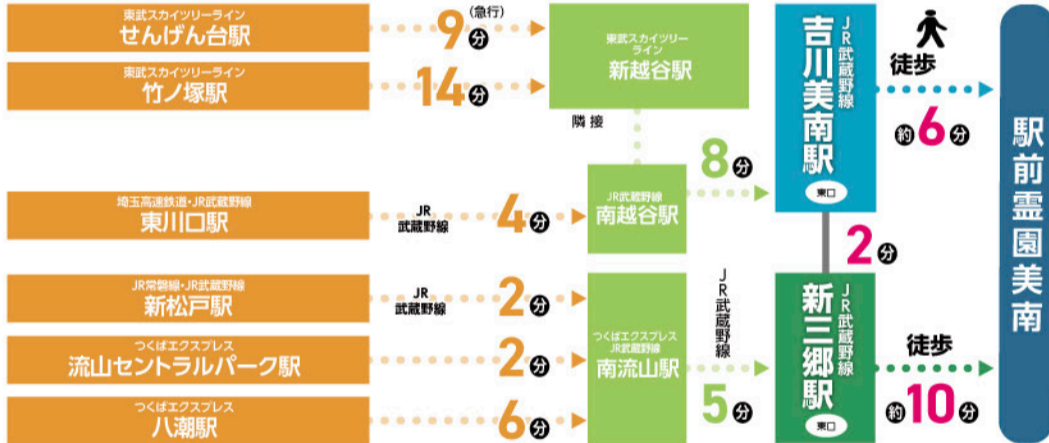 東武スカイツリーライン
せんげん台駅
9分
(急行)
東武スカイツリーライン
竹ノ塚駅
14分
東武スカイツリー
ライン
新越谷駅
隣接
埼玉高速鉄道・JR武蔵野線
東川口駅
JR
武蔵野線
4分
JR武蔵野線
南越谷駅
8分
JR武蔵野線
吉川美南駅
東口
徒歩
約6分
2分
JR常磐線・JR武蔵野線
新松戸駅
JR
武蔵野線
2分
つくばエクスプレス
流山セントラルパーク駅
2分
つくばエクスプレス
八潮駅
6分
つくばエクスプレス
JR武蔵野線
南流山駅
JR武蔵野線
5分
JR武蔵野線
新三郷駅
東口
徒歩
約10分
駅前霊園美南